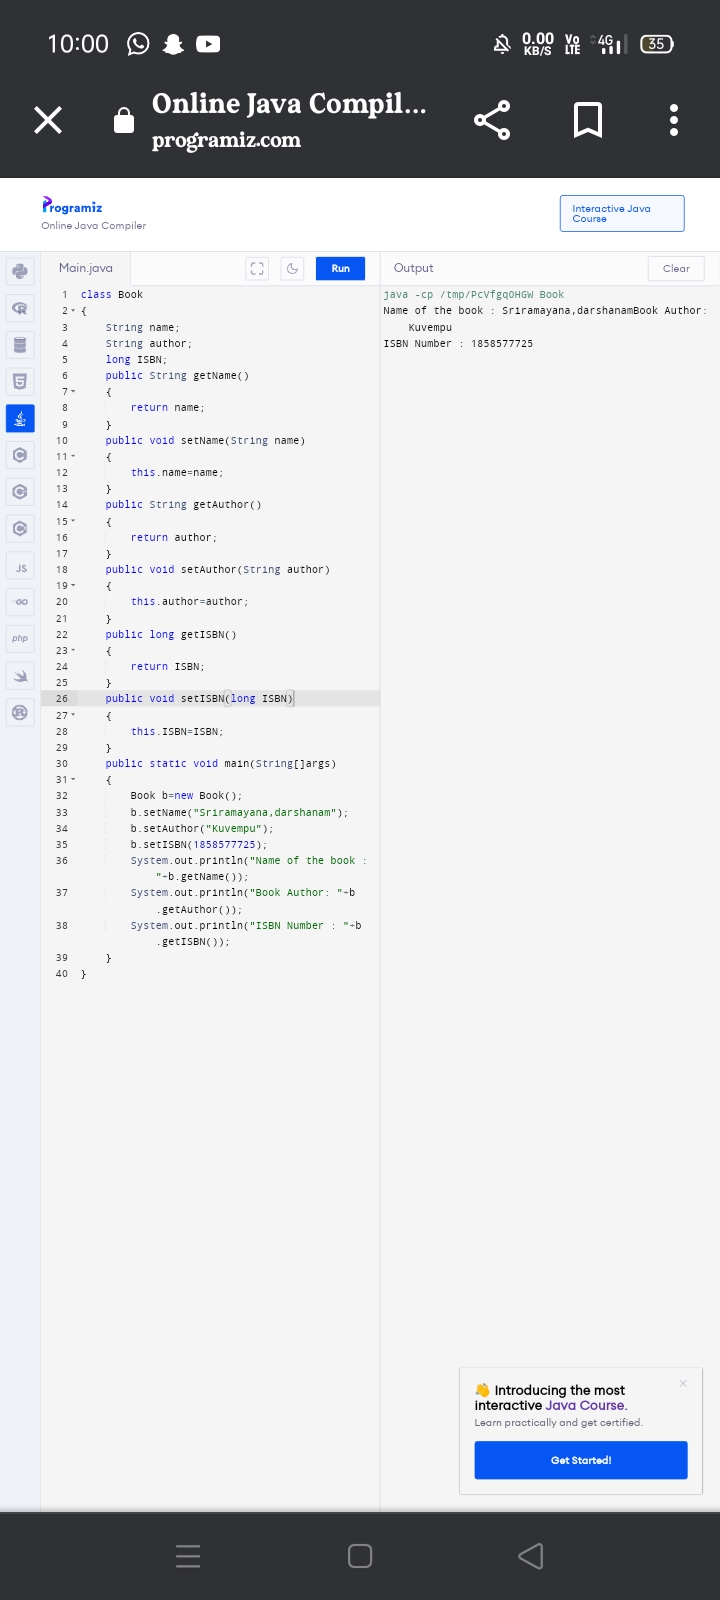 10:00
0.00 KB/S
Vo LTE
4G
35
Online Java Compil...
programiz.com
Programiz
Online Java Compiler
Interactive Java
Course
Main.java
Run
Output
Clear
1 class Book
2 {
3 String name;
4 String author;
5 long ISBN;
6 public String getName()
7 {
8 return name;
9 }
10 public void setName(String name)
11 {
12 this.name=name;
13 }
14 public String getAuthor()
15 {
16 return author;
17 }
18 public void setAuthor(String author)
19 {
20 this.author=author;
21 }
22 public long getISBN()
23 {
24 return ISBN;
25 }
26 public void setISBN(long ISBN)
27 {
28 this.ISBN=ISBN;
29 }
30 public static void main(String[]args)
31 {
32 Book b=new Book();
33 b.setName("Sriramayana,darshanam");
34 b.setAuthor("Kuvempu");
35 b.setISBN(1858577725);
36 System.out.println("Name of the book :
"+b.getName());
37 System.out.println("Book Author: "+b
.getAuthor());
38 System.out.println("ISBN Number : "+b
.getISBN());
39 }
40 }
java -cp /tmp/PcVfgqOHGW Book
Name of the book : Sriramayana,darshanamBook Author:
Kuvempu
ISBN Number : 1858577725
JS
GO
php
👋 Introducing the most
interactive Java Course.
Learn practically and get certified.
Get Started!